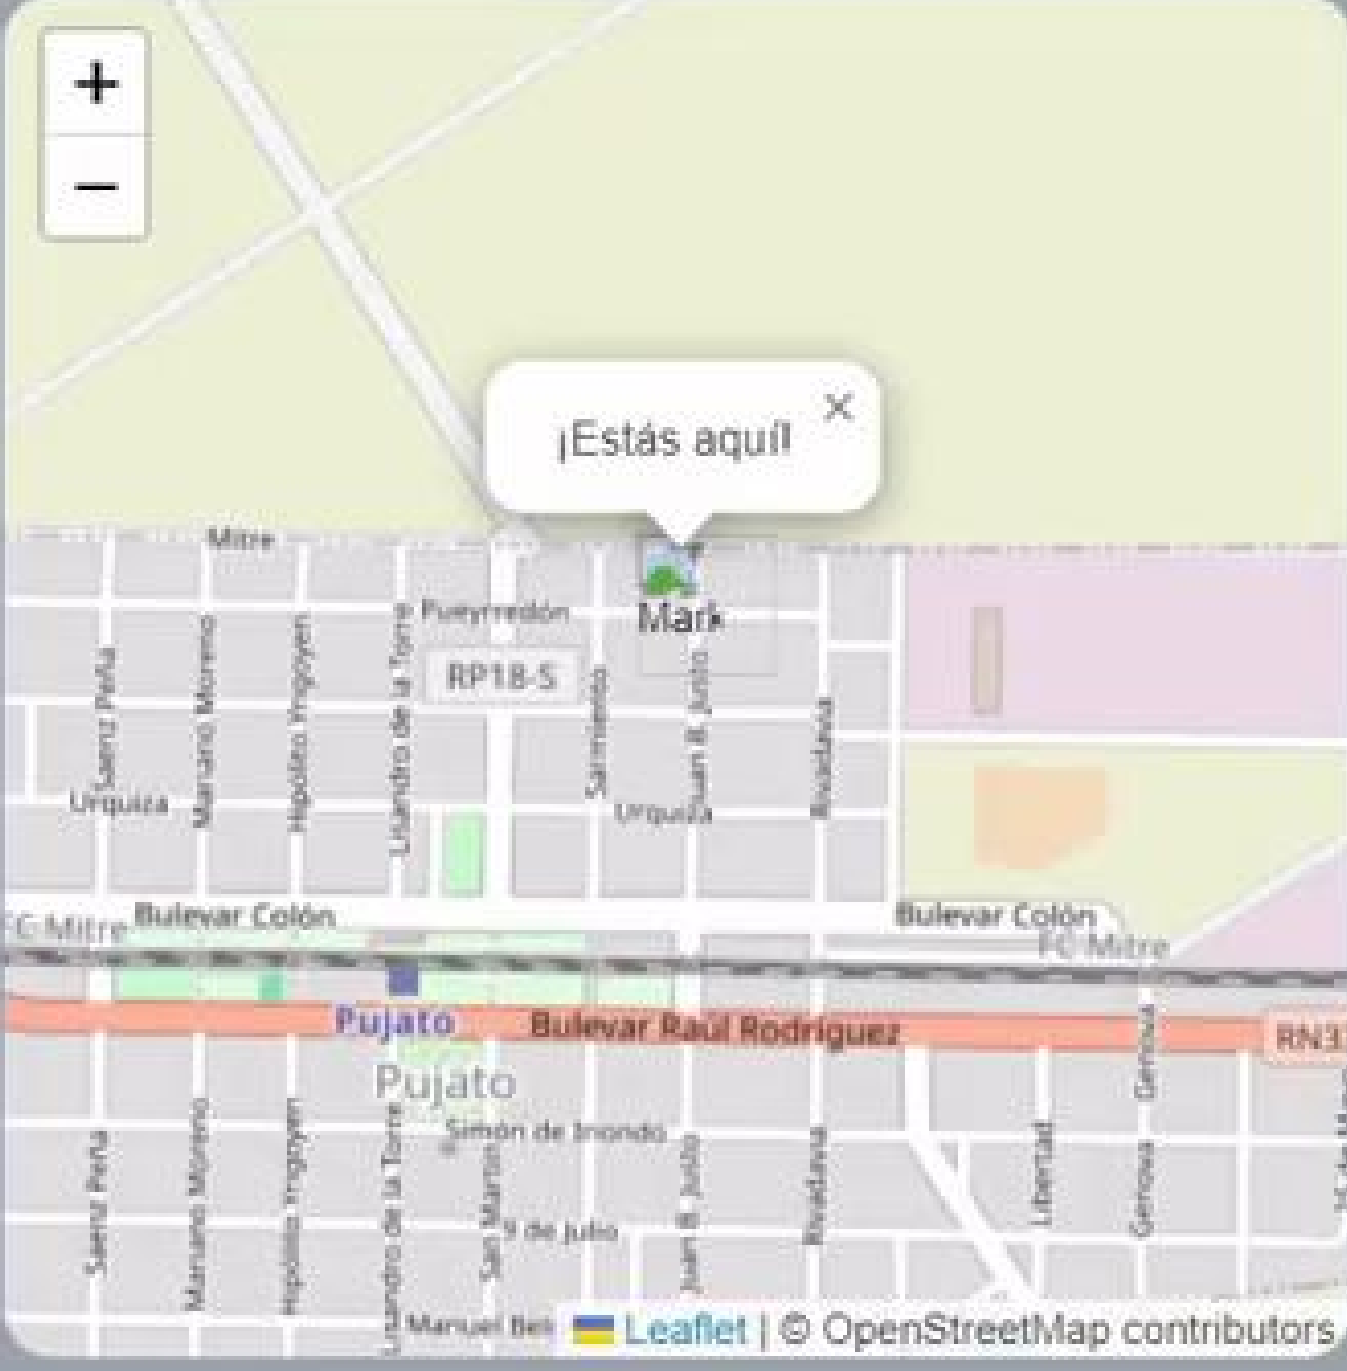 +
−
¡Estás aquí!
×
Mitre
Pueyrredón
Mark
RP18-S
Saenz Peña
Mariano Moreno
Hipólito Yrigoyen
Lisandro de la Torre
Sarmiento
Juan B. Justo
Rivadavia
Urquiza
Urquiza
Bulevar Colón
Bulevar Colón
FC Mitre
FC Mitre
Pujato
Bulevar Raúl Rodríguez
Pujato
Simón de Iriondo
Saenz Peña
Mariano Moreno
Hipólito Yrigoyen
Lisandro de la Torre
San Martín
9 de Julio
Juan B. Justo
Rivadavia
Libertad
Genova
Genova
Manuel Bel
Leaflet | © OpenStreetMap contributors